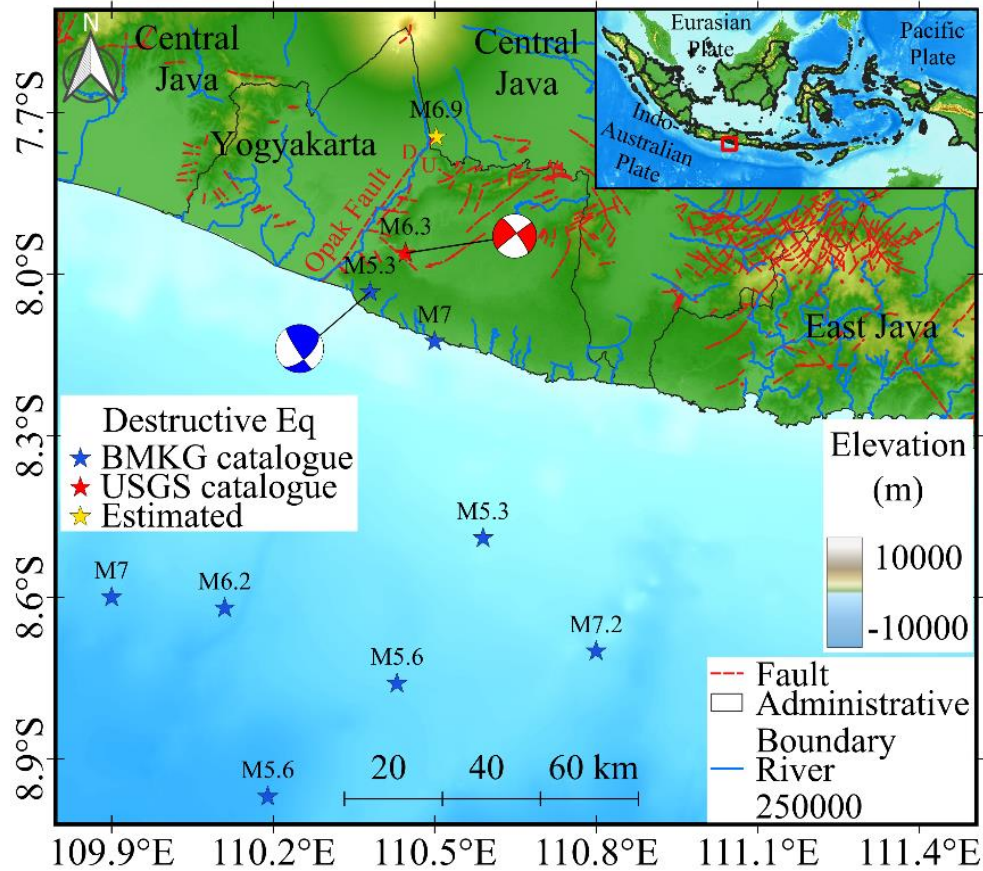 N
Central
Java
Central
Java
Eurasian
Plate
Pacific
Plate
Indo-
Australian
Plate
Yogyakarta
M6.9
D
U
Opak Fault
M6.3
M5.3
M7
East Java
Destructive Eq
BMKG catalogue
USGS catalogue
Estimated
Elevation
(m)
10000
-10000
M5.3
M7
M6.2
M7.2
M5.6
M5.6
Fault
Administrative
Boundary
River
250000
20 40 60 km
7.7°S
8.0°S
8.3°S
8.6°S
8.9°S
109.9°E 110.2°E 110.5°E 110.8°E 111.1°E 111.4°E